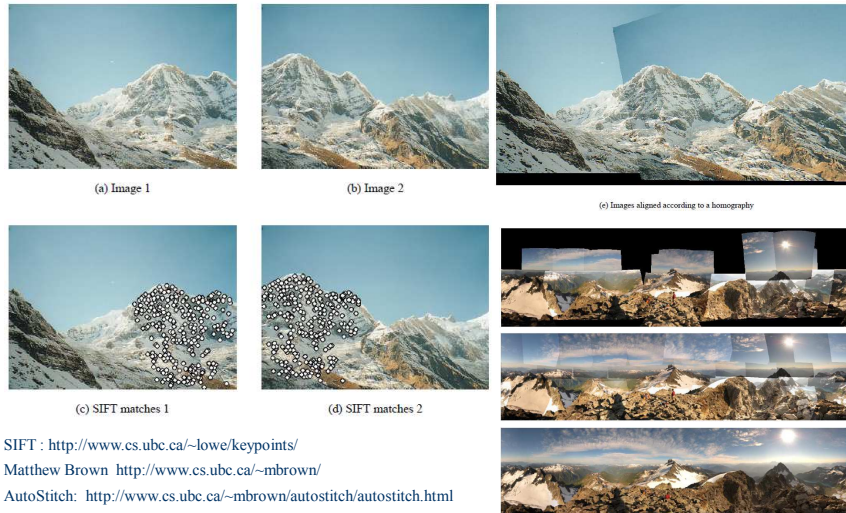 (a) Image 1
(b) Image 2
(e) Images aligned according to a homography
(c) SIFT matches 1
(d) SIFT matches 2
SIFT : http://www.cs.ubc.ca/~lowe/keypoints/
Matthew Brown http://www.cs.ubc.ca/~mbrown/
AutoStitch: http://www.cs.ubc.ca/~mbrown/autostitch/autostitch.html